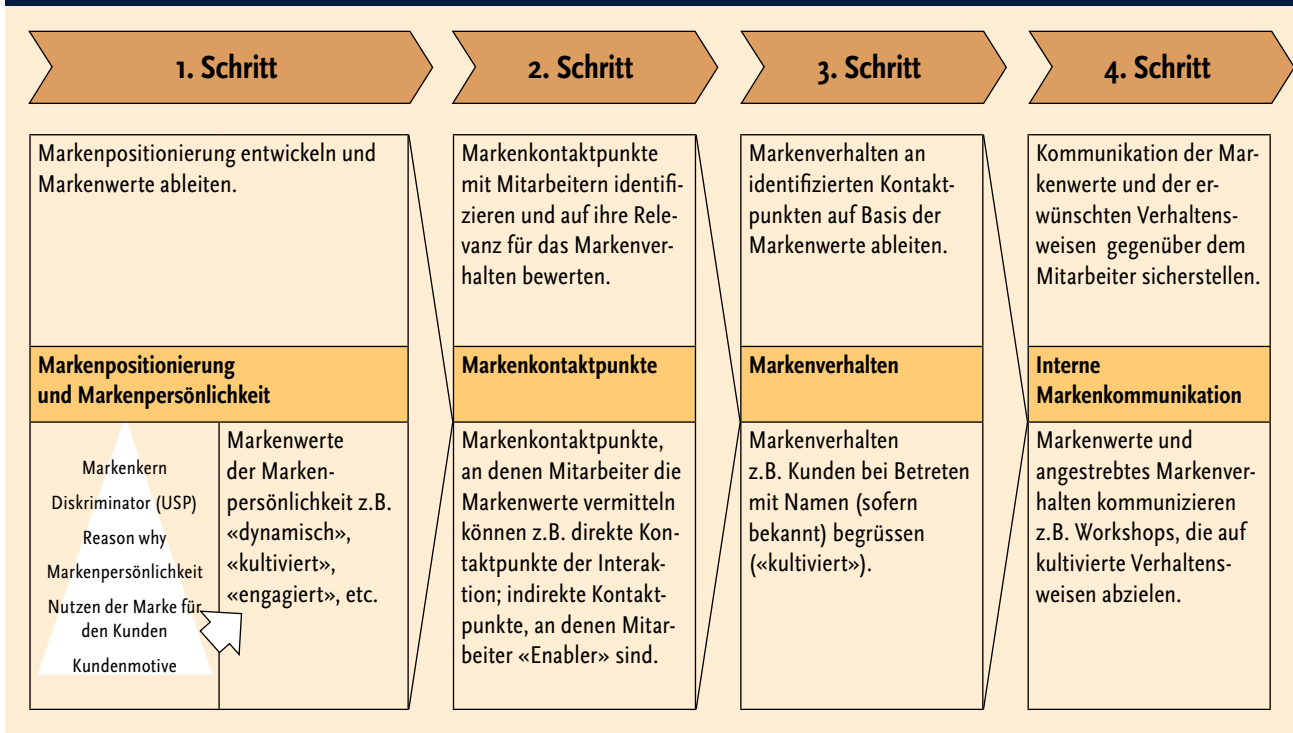 1. Schritt
2. Schritt
3. Schritt
4. Schritt
Markenpositionierung entwickeln und
Markenwerte ableiten.
Markenkontaktpunkte
mit Mitarbeitern identifi-
zieren und auf ihre Rele-
vanz für das Markenver-
halten bewerten.
Markenverhalten an
identifizierten Kontakt-
punkten auf Basis der
Markenwerte ableiten.
Kommunikation der Mar-
kenwerte und der er-
wünschten Verhaltens-
weisen gegenüber dem
Mitarbeiter sicherstellen.
Markenpositionierung
und Markenpersönlichkeit
Markenkontaktpunkte
Markenverhalten
Interne
Markenkommunikation
Markenkern
Diskriminator (USP)
Reason why
Markenpersönlichkeit
Nutzen der Marke für
den Kunden
Kundenmotive
Markenwerte
der Marken-
persönlichkeit z.B.
«dynamisch»,
«kultiviert»,
«engagiert», etc.
Markenkontaktpunkte,
an denen Mitarbeiter die
Markenwerte vermitteln
können z.B. direkte Kon-
taktpunkte der Interak-
tion; indirekte Kontakt-
punkte, an denen Mitar-
beiter «Enabler» sind.
Markenverhalten
z.B. Kunden bei Betreten
mit Namen (sofern
bekannt) begrüssen
(«kultiviert»).
Markenwerte und
angestrebtes Markenver-
halten kommunizieren
z.B. Workshops, die auf
kultivierte Verhaltens-
weisen abzielen.